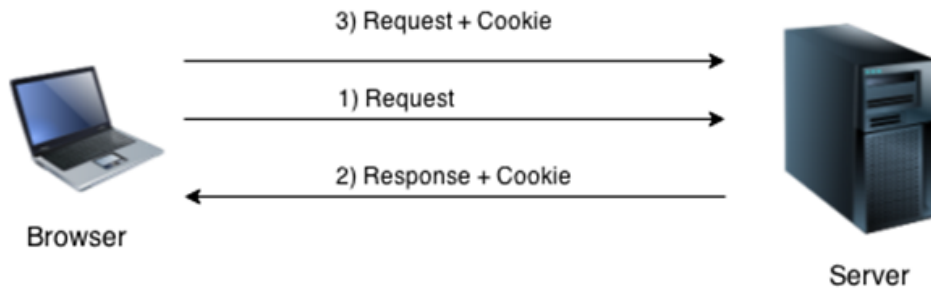 3) Request + Cookie
1) Request
2) Response + Cookie
Browser
Server